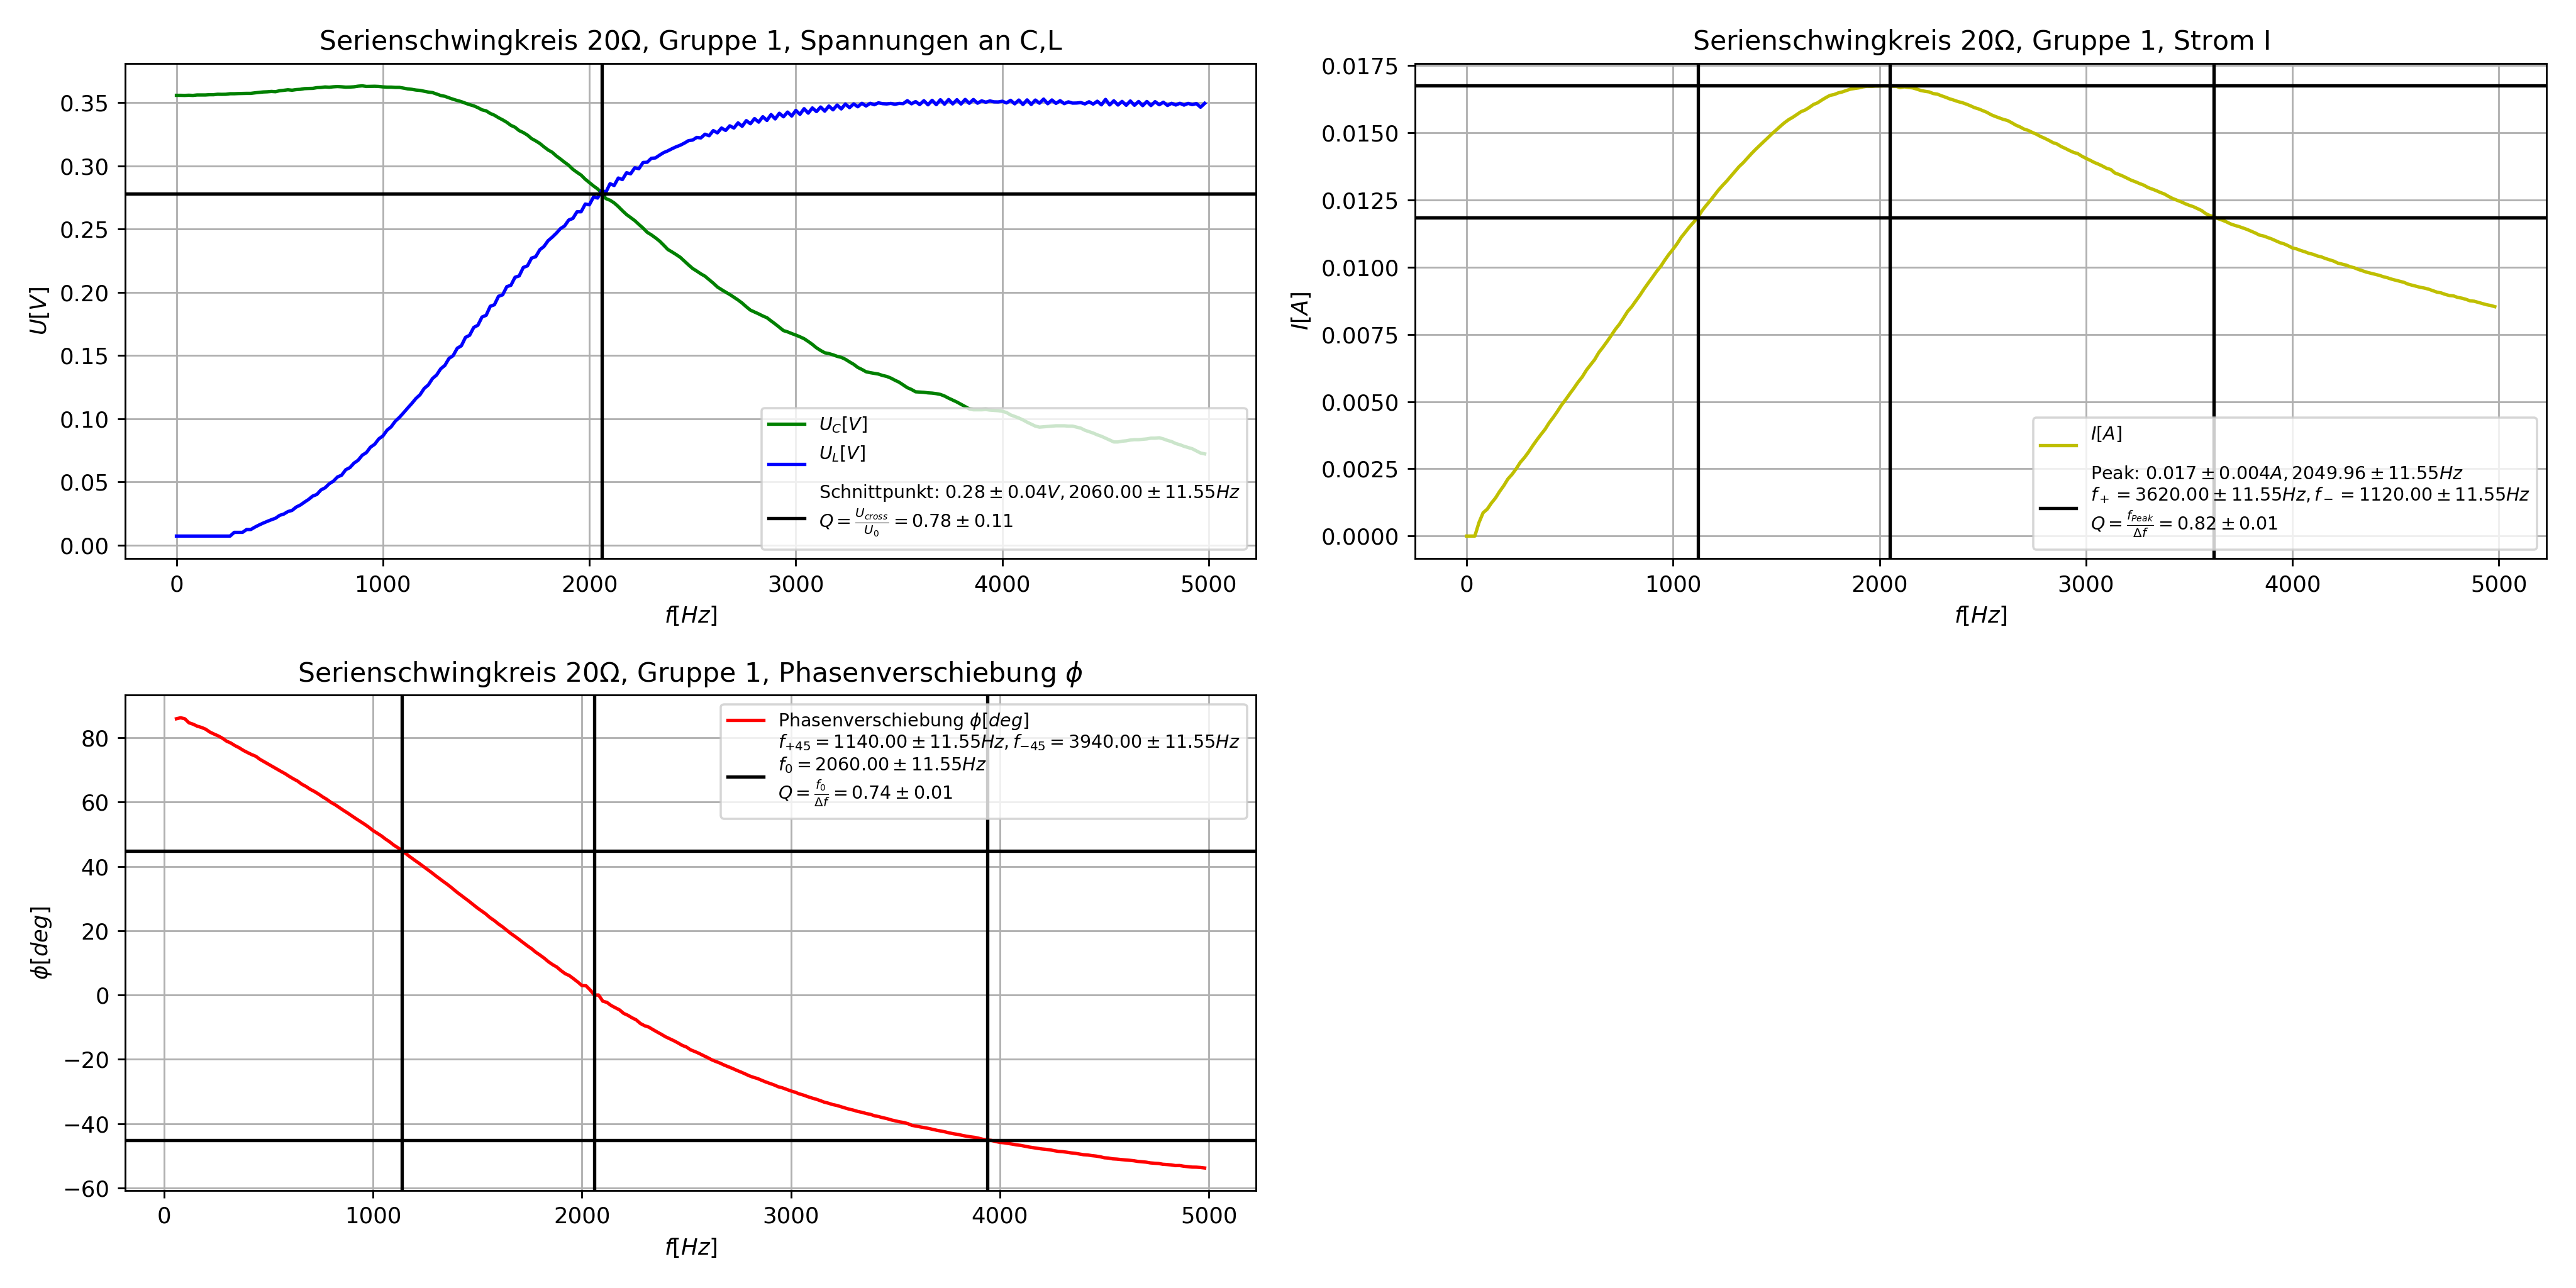 Serienschwingkreis 20Ω, Gruppe 1, Spannungen an C,L
U[V]
0.35
0.30
0.25
0.20
0.15
0.10
0.05
0.00
U_C[V]
U_L[V]
Schnittpunkt: 0.28 ± 0.04V, 2060.00 ± 11.55Hz
Q = U_cross/U_0 = 0.78 ± 0.11
0 1000 2000 3000 4000 5000
f[Hz]
Serienschwingkreis 20Ω, Gruppe 1, Strom I
I[A]
0.0175
0.0150
0.0125
0.0100
0.0075
0.0050
0.0025
0.0000
I[A]
Peak: 0.017 ± 0.004A, 2049.96 ± 11.55Hz
f_+ = 3620.00 ± 11.55Hz, f_− = 1120.00 ± 11.55Hz
Q = f_Peak/Δf = 0.82 ± 0.01
0 1000 2000 3000 4000 5000
f[Hz]
Serienschwingkreis 20Ω, Gruppe 1, Phasenverschiebung ϕ
ϕ[deg]
80
60
40
20
0
−20
−40
−60
Phasenverschiebung ϕ[deg]
f_+45 = 1140.00 ± 11.55Hz, f_−45 = 3940.00 ± 11.55Hz
f_0 = 2060.00 ± 11.55Hz
Q = f_0/Δf = 0.74 ± 0.01
0 1000 2000 3000 4000 5000
f[Hz]